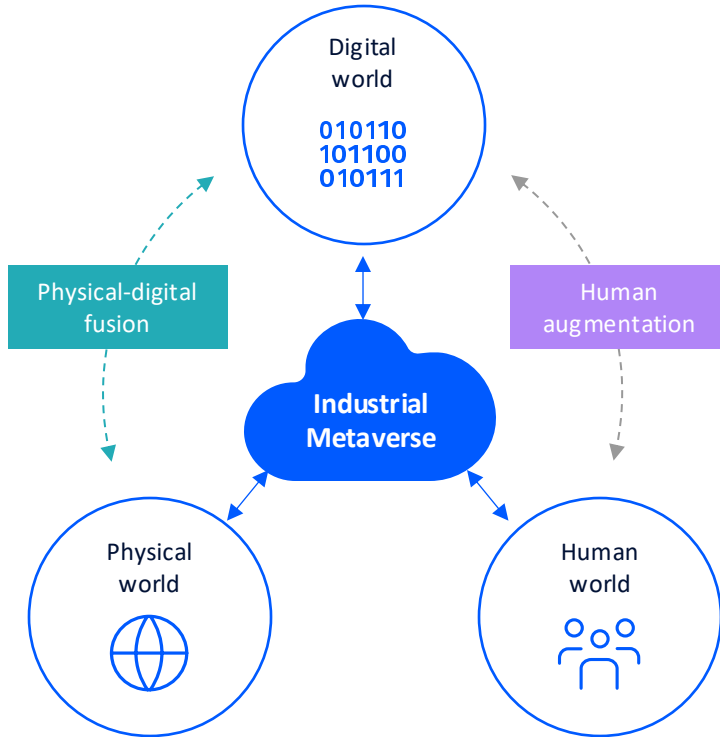 Digital
world
010110
101100
010111
Physical-digital
fusion
Human
augmentation
Industrial
Metaverse
Physical
world
Human
world